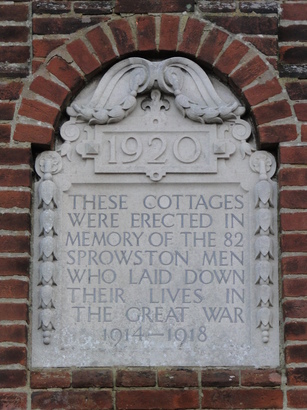 1920
THESE COTTAGES
WERE ERECTED IN
MEMORY OF THE 82
SPROWSTON MEN
WHO LAID DOWN
THEIR LIVES IN
THE GREAT WAR
1914—1918